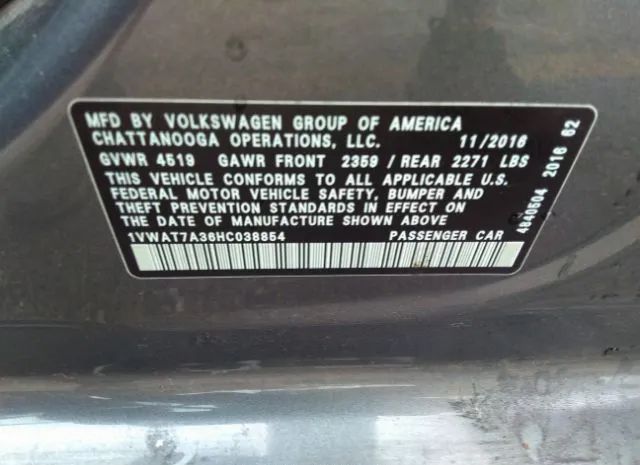 MFD BY VOLKSWAGEN GROUP OF AMERICA
CHATTANOOGA OPERATIONS, LLC. 11/2016
GVWR 4519 GAWR FRONT 2359 / REAR 2271 LBS
THIS VEHICLE CONFORMS TO ALL APPLICABLE U.S.
FEDERAL MOTOR VEHICLE SAFETY, BUMPER AND
THEFT PREVENTION STANDARDS IN EFFECT ON
THE DATE OF MANUFACTURE SHOWN ABOVE
1VWAT7A36HC038854 PASSENGER CAR
4840504 2016 62